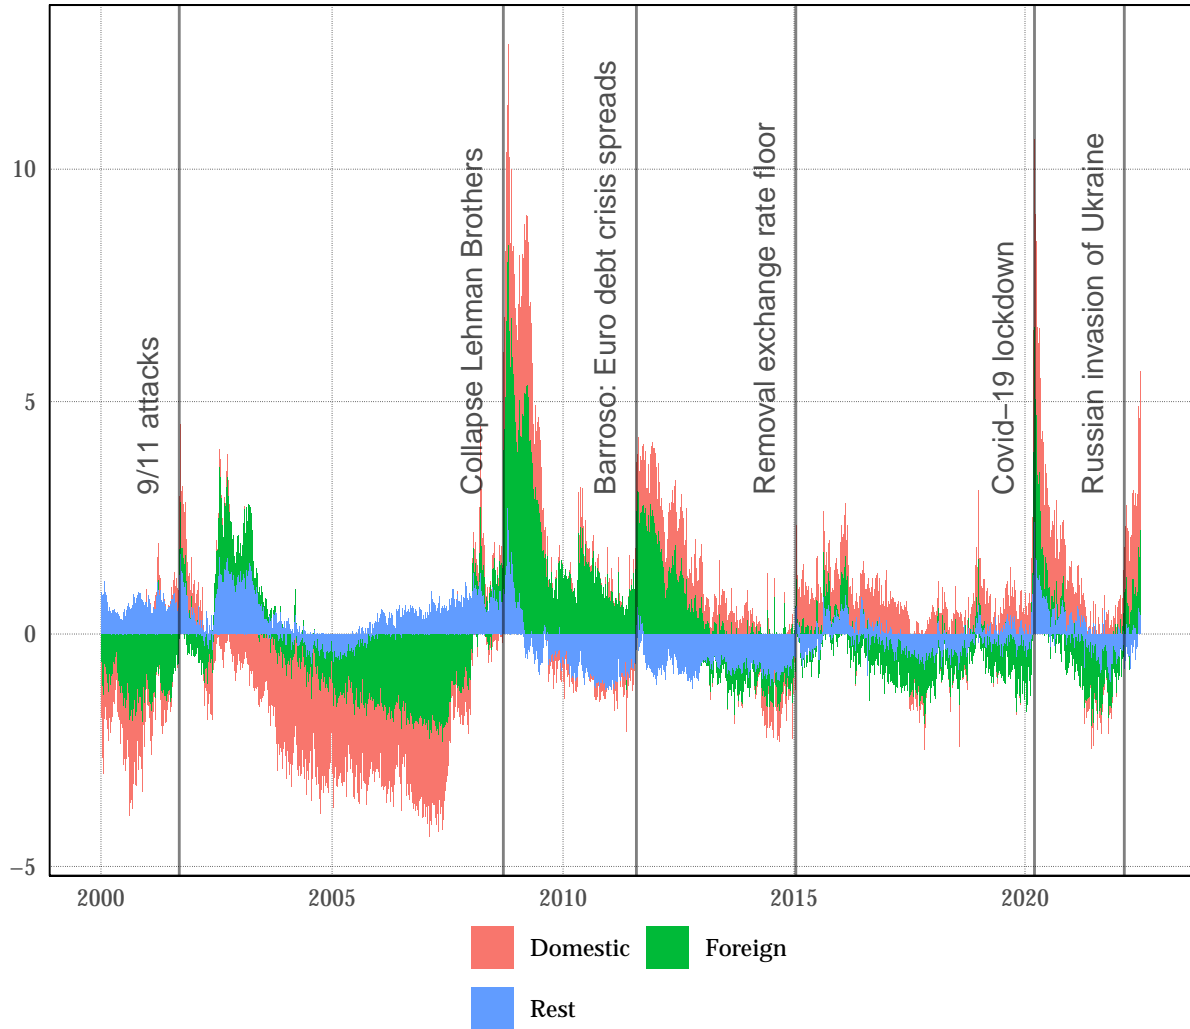 10
5
0
−5
9/11 attacks
Collapse Lehman Brothers
Barroso: Euro debt crisis spreads
Removal exchange rate floor
Covid−19 lockdown
Russian invasion of Ukraine
2000
2005
2010
2015
2020
Domestic
Foreign
Rest